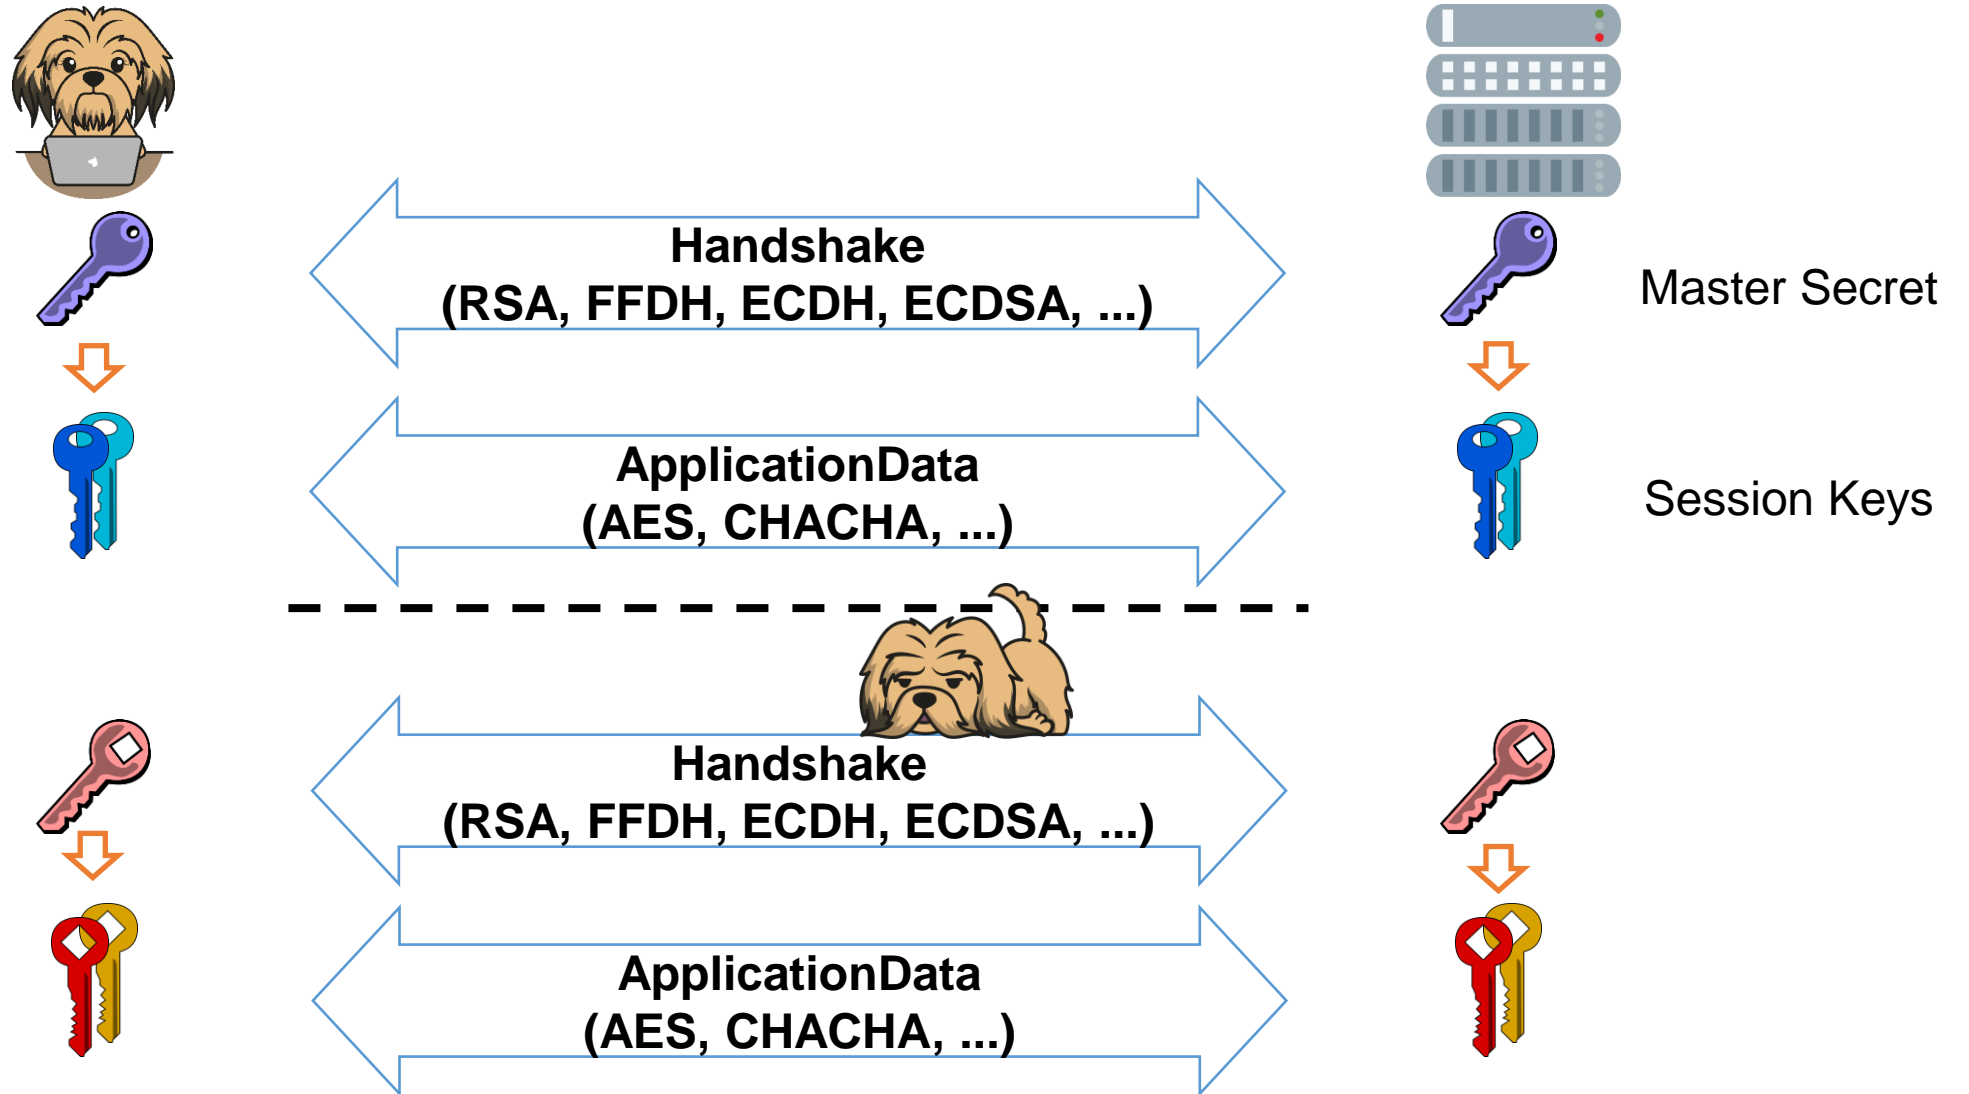 Handshake
(RSA, FFDH, ECDH, ECDSA, ...)
Master Secret
ApplicationData
(AES, CHACHA, ...)
Session Keys
Handshake
(RSA, FFDH, ECDH, ECDSA, ...)
ApplicationData
(AES, CHACHA, ...)